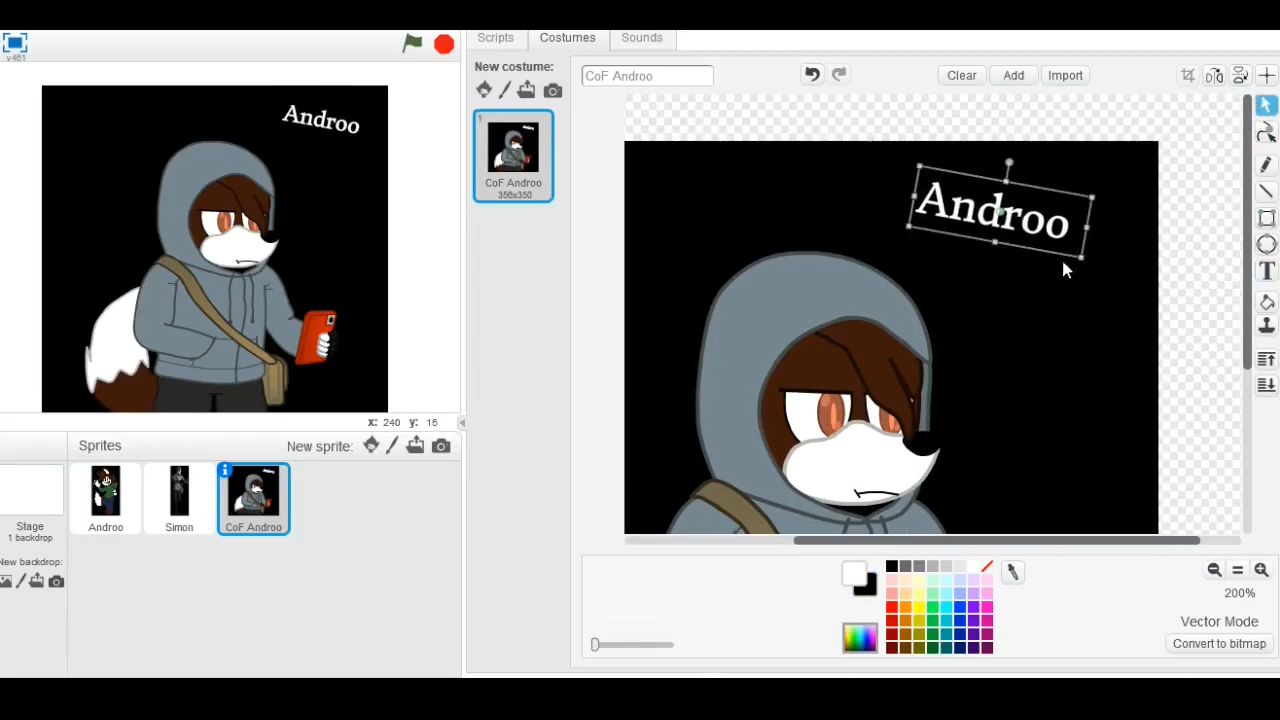 v461
Scripts
Costumes
Sounds
New costume:
CoF Androo
Clear
Add
Import
1
CoF Androo
356x350
Androo
Androo
x: 240 y: 15
Sprites
New sprite:
Androo
Simon
CoF Androo
Stage
1 backdrop
New backdrop:
200%
Vector Mode
Convert to bitmap
T